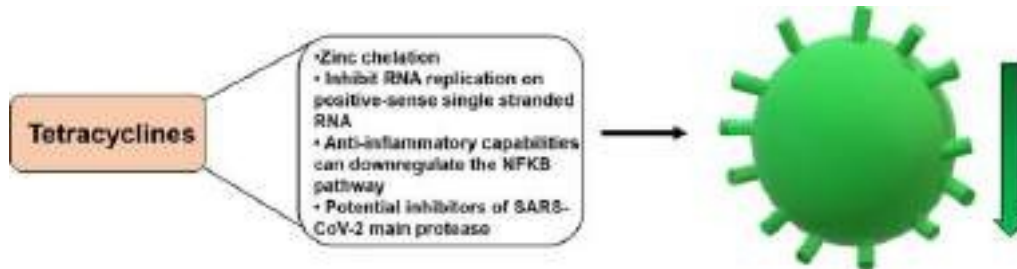 Tetracyclines
•Zinc chelation
• Inhibit RNA replication on
positive-sense single stranded
RNA
• Anti-inflammatory capabilities
can downregulate the NFKB
pathway
• Potential inhibitors of SARS-
CoV-2 main protease